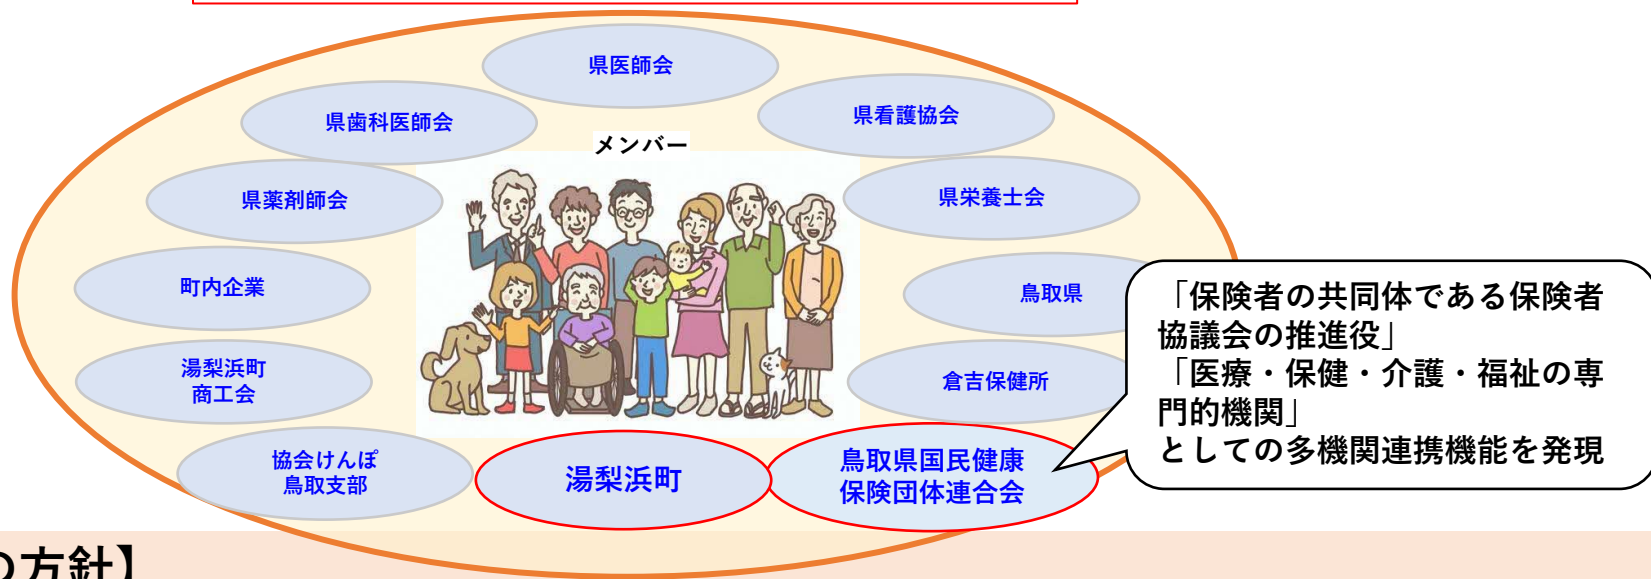 県医師会
県歯科医師会
県看護協会
メンバー
県薬剤師会
県栄養士会
町内企業
鳥取県
湯梨浜町
商工会
倉吉保健所
協会けんぽ
鳥取支部
湯梨浜町
鳥取県国民健康
保険団体連合会
「保険者の共同体である保険者
協議会の推進役」
「医療・保健・介護・福祉の専
門的機関」
としての多機関連携機能を発現
の方針】